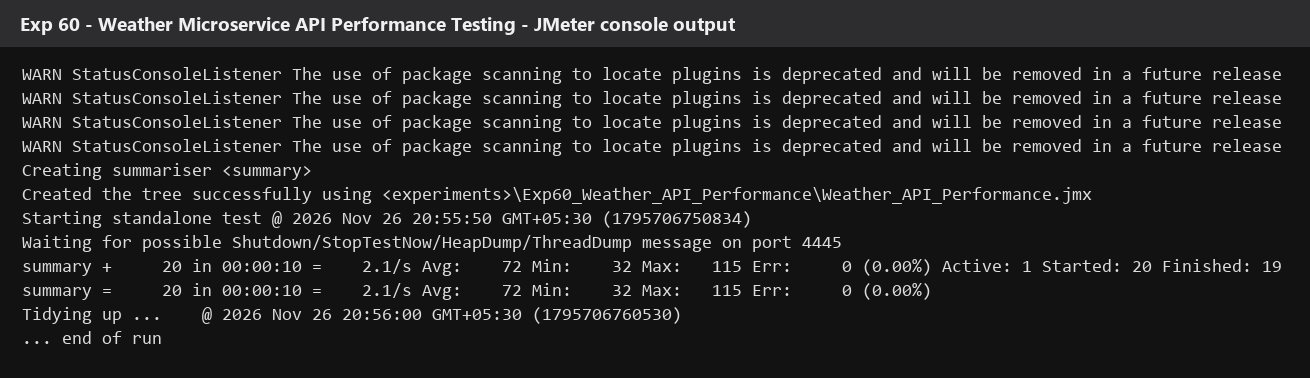 Exp 60 - Weather Microservice API Performance Testing - JMeter console output
WARN StatusConsoleListener The use of package scanning to locate plugins is deprecated and will be removed in a future release
WARN StatusConsoleListener The use of package scanning to locate plugins is deprecated and will be removed in a future release
WARN StatusConsoleListener The use of package scanning to locate plugins is deprecated and will be removed in a future release
WARN StatusConsoleListener The use of package scanning to locate plugins is deprecated and will be removed in a future release
Creating summariser <summary>
Created the tree successfully using <experiments>\Exp60_Weather_API_Performance\Weather_API_Performance.jmx
Starting standalone test @ 2026 Nov 26 20:55:50 GMT+05:30 (1795706750834)
Waiting for possible Shutdown/StopTestNow/HeapDump/ThreadDump message on port 4445
summary +     20 in 00:00:10 =    2.1/s Avg:    72 Min:    32 Max:   115 Err:     0 (0.00%) Active: 1 Started: 20 Finished: 19
summary =     20 in 00:00:10 =    2.1/s Avg:    72 Min:    32 Max:   115 Err:     0 (0.00%)
Tidying up ...    @ 2026 Nov 26 20:56:00 GMT+05:30 (1795706760530)
... end of run